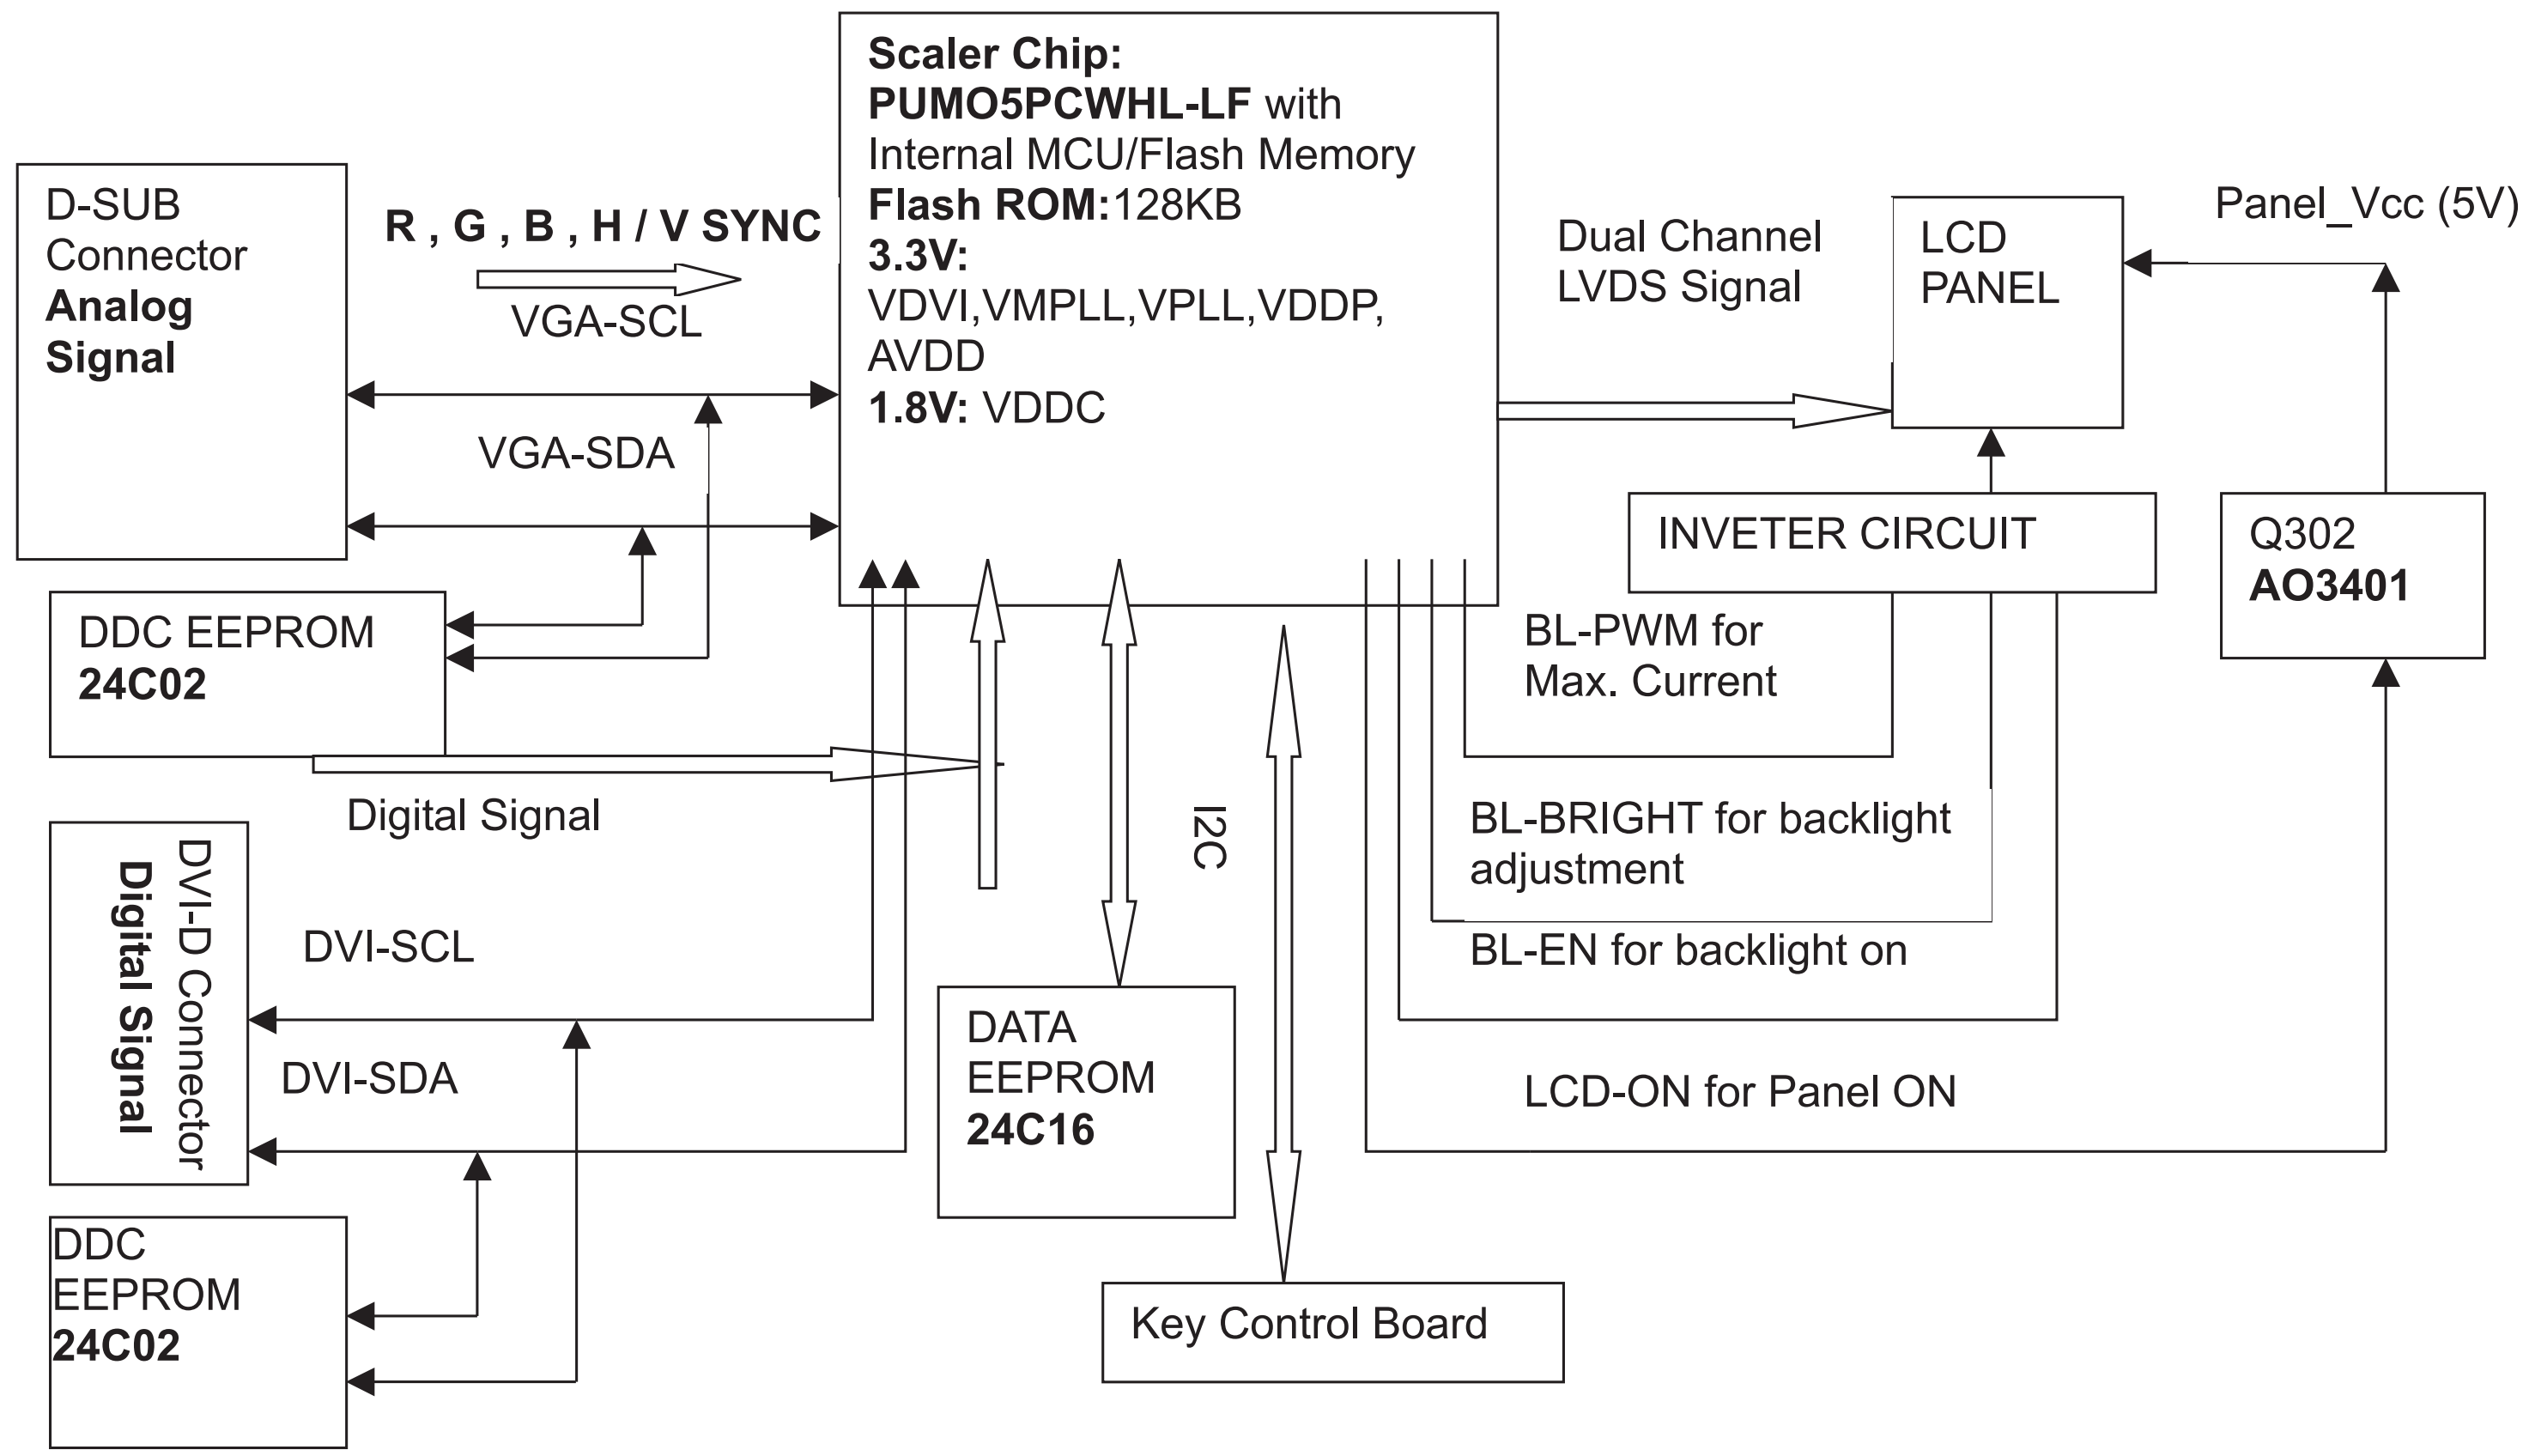 Scaler Chip:
PUMO5PCWHL-LF with
Internal MCU/Flash Memory
Flash ROM:128KB
3.3V:
VDVI,VMPLL,VPLL,VDDP,
AVDD
1.8V: VDDC
D-SUB
Connector
Analog
Signal
R , G , B , H / V SYNC
VGA-SCL
VGA-SDA
Dual Channel
LVDS Signal
LCD
PANEL
Panel_Vcc (5V)
INVETER CIRCUIT
Q302
AO3401
DDC EEPROM
24C02
BL-PWM for
Max. Current
Digital Signal
I2C
BL-BRIGHT for backlight
adjustment
BL-EN for backlight on
DVI-D Connector
Digital Signal
DVI-SCL
DVI-SDA
DATA
EEPROM
24C16
LCD-ON for Panel ON
DDC
EEPROM
24C02
Key Control Board